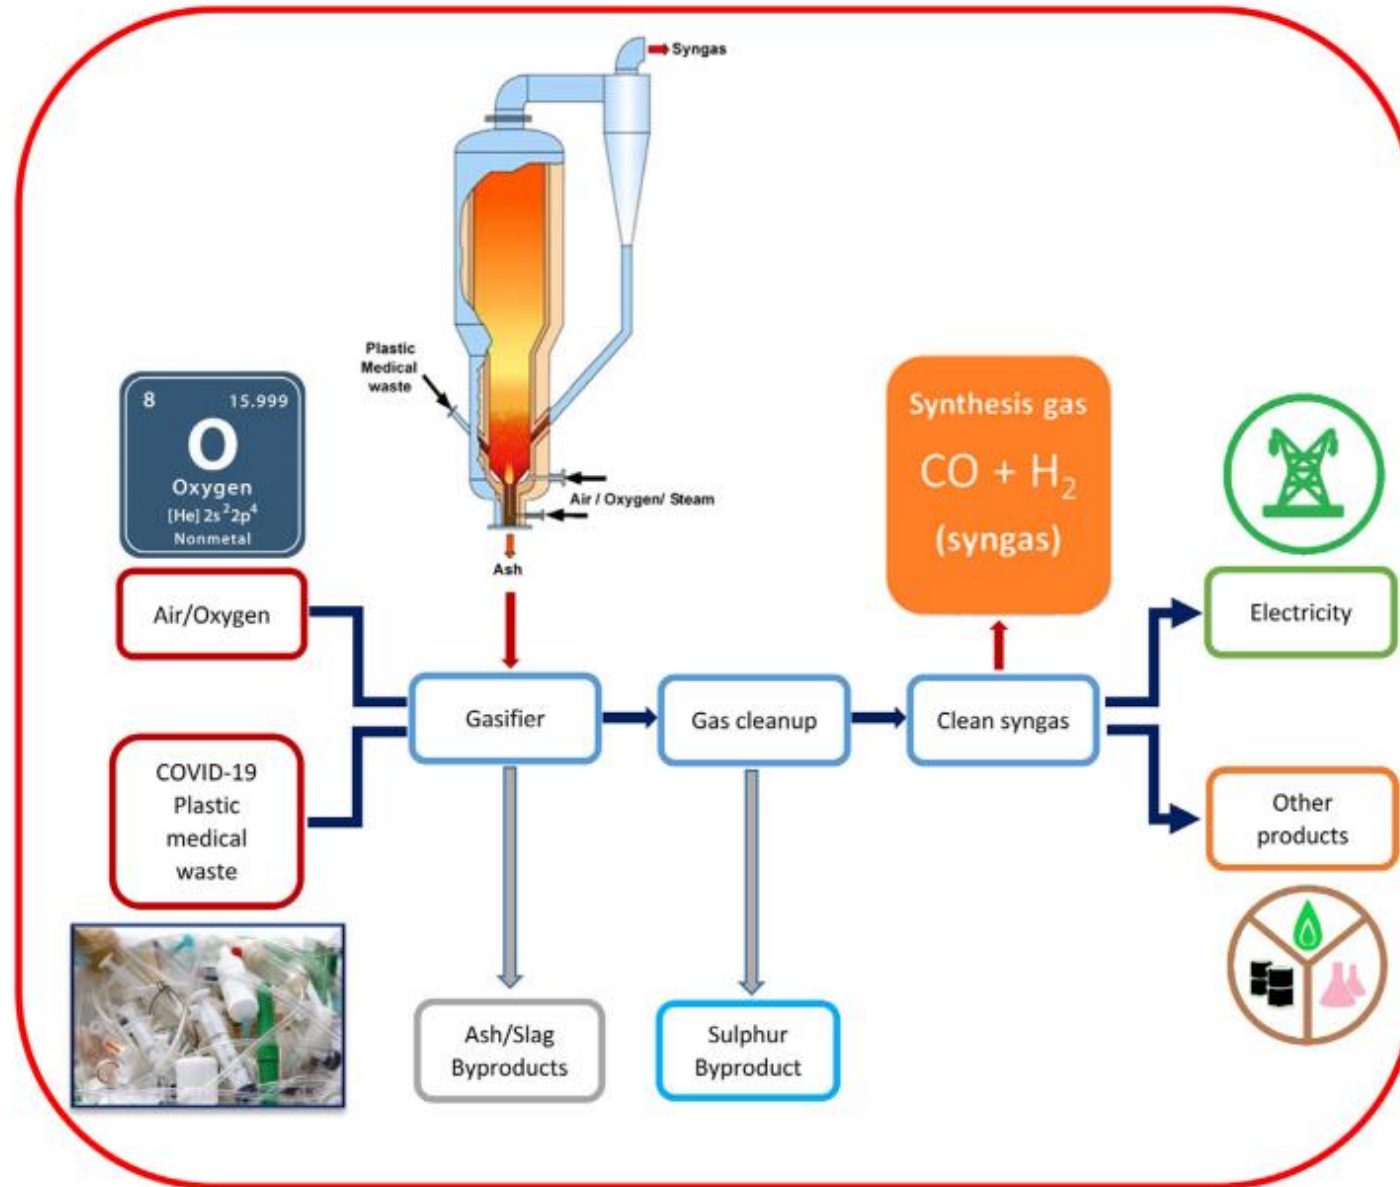 Syngas
Plastic
Medical
waste
Air / Oxygen/ Steam
Ash
8 15.999
O
Oxygen
[He] 2s²2p⁴
Nonmetal
Synthesis gas
CO + H₂
(syngas)
Air/Oxygen
Electricity
Gasifier
Gas cleanup
Clean syngas
COVID-19
Plastic
medical
waste
Other
products
Ash/Slag
Byproducts
Sulphur
Byproduct